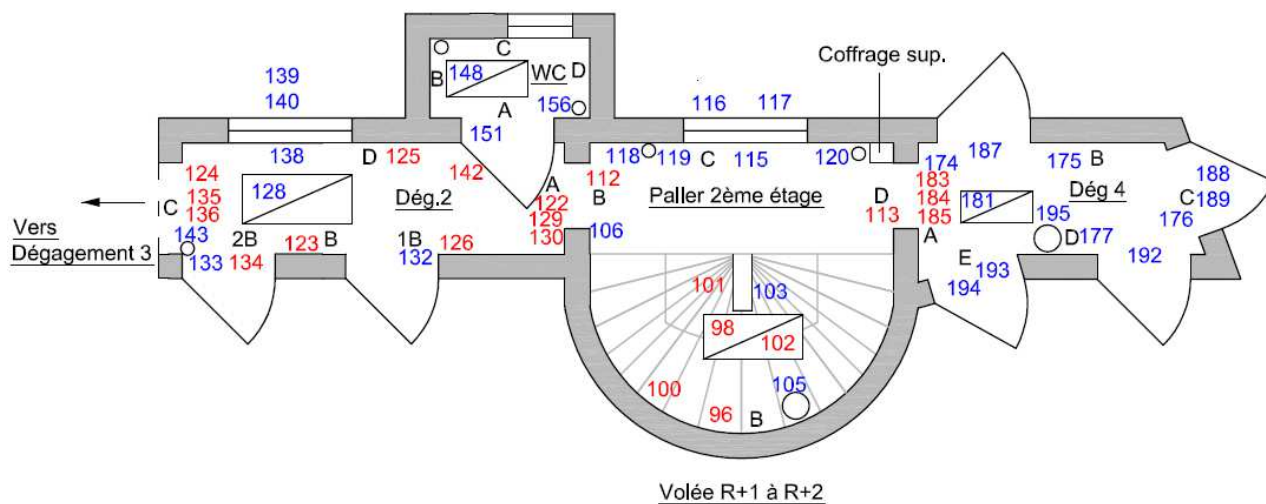 C
Coffrage sup.
148
WC
D
B
A
156
151
139
140
116
117
138
D
125
142
118
119
C
115
120
174
187
175
B
188
124
135
136
128
Dég.2
A
122
129
130
112
B
Paller 2ème étage
D
113
183
184
185
181
Dég 4
C
189
176
195
C
143
2B
123
B
1B
126
106
A
D
177
Vers
Dégagement 3
133
134
132
E
193
194
192
101
103
98
102
100
105
96
B
Volée R+1 à R+2